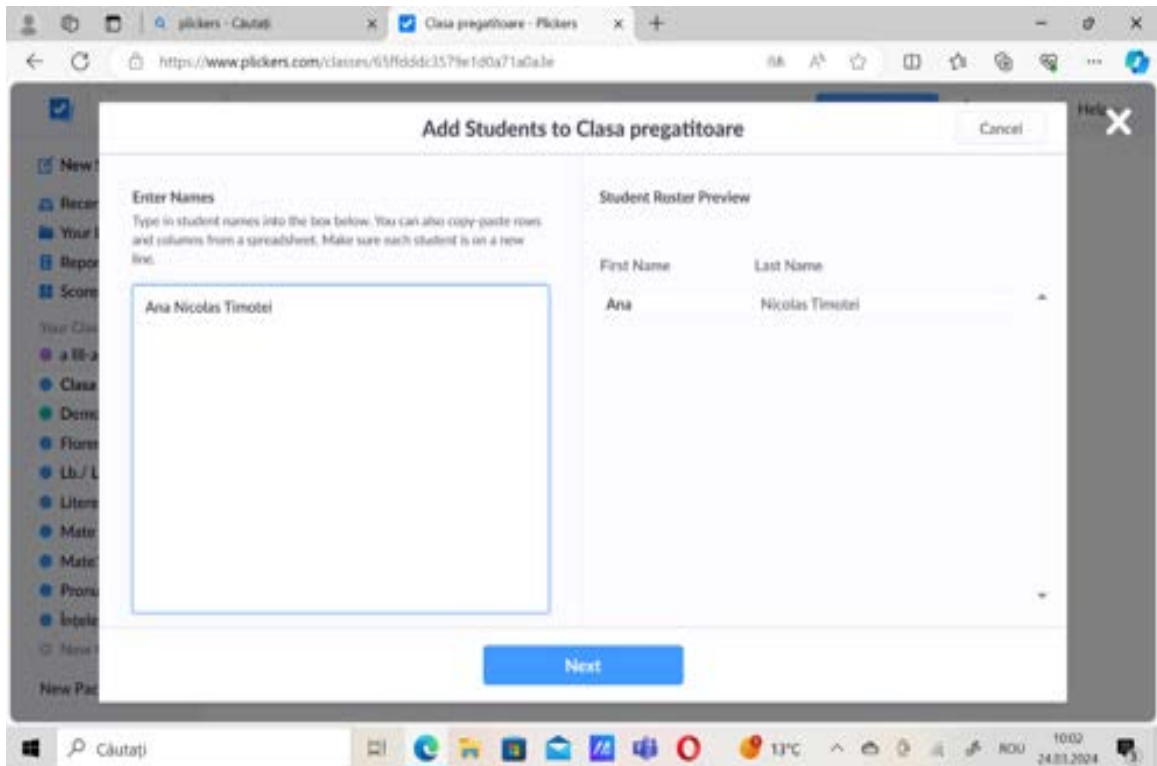 plickers - Căutați
Clasa pregatitoare - Plickers
https://www.plickers.com/classes/65ffdddc3579e1d0a71a0a3e
Help
Add Students to Clasa pregatitoare
Cancel
New
Recen
Your l
Repor
Score
Your Clas
a III-a
Clasa
Demo
Floren
Lb./ L
Litere
Mate
Mate
Pronu
Înțele
New
New Pac
Enter Names
Type in student names into the box below. You can also copy-paste rows
and columns from a spreadsheet. Make sure each student is on a new
line.
Ana Nicolas Timotei
Student Roster Preview
First Name Last Name
Ana Nicolas Timotei
Next
Căutați
13°C
ROU
10:02
24.03.2024